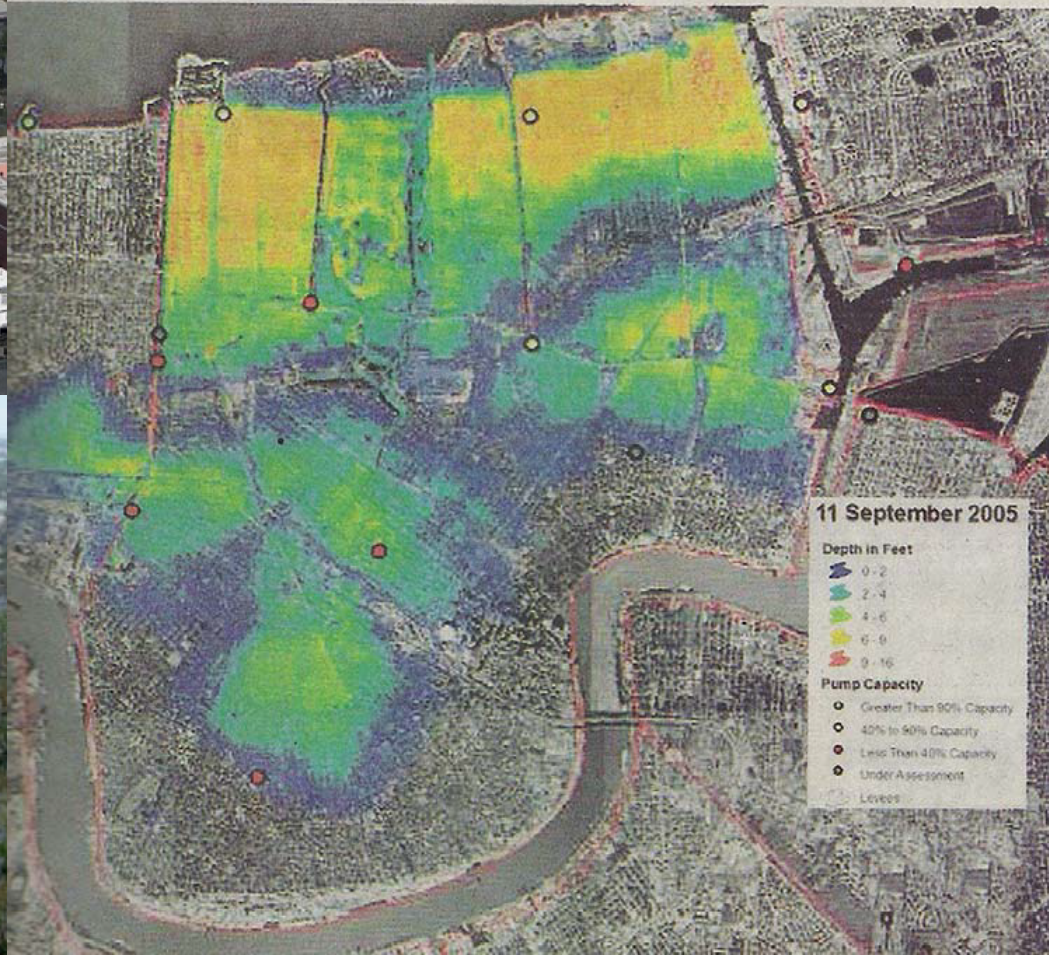 11 September 2005
Depth in Feet
0 - 2
2 - 4
4 - 6
6 - 9
9 - 16
Pump Capacity
Greater Than 90% Capacity
40% to 90% Capacity
Less Than 40% Capacity
Under Assessment
Levees